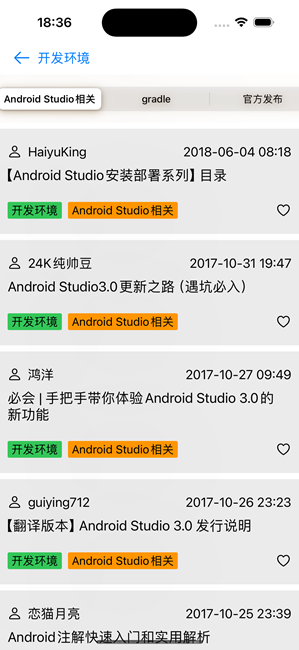 18:36
开发环境
Android Studio相关
gradle
官方发布
HaiyuKing
2018-06-04 08:18
【Android Studio安装部署系列】目录
开发环境
Android Studio相关
24K纯帅豆
2017-10-31 19:47
Android Studio3.0更新之路（遇坑必入）
开发环境
Android Studio相关
鸿洋
2017-10-27 09:49
必会 | 手把手带你体验Android Studio 3.0的
新功能
开发环境
Android Studio相关
guiying712
2017-10-26 23:23
【翻译版本】Android Studio 3.0 发行说明
开发环境
Android Studio相关
恋猫月亮
2017-10-25 23:39
Android注解快速入门和实用解析